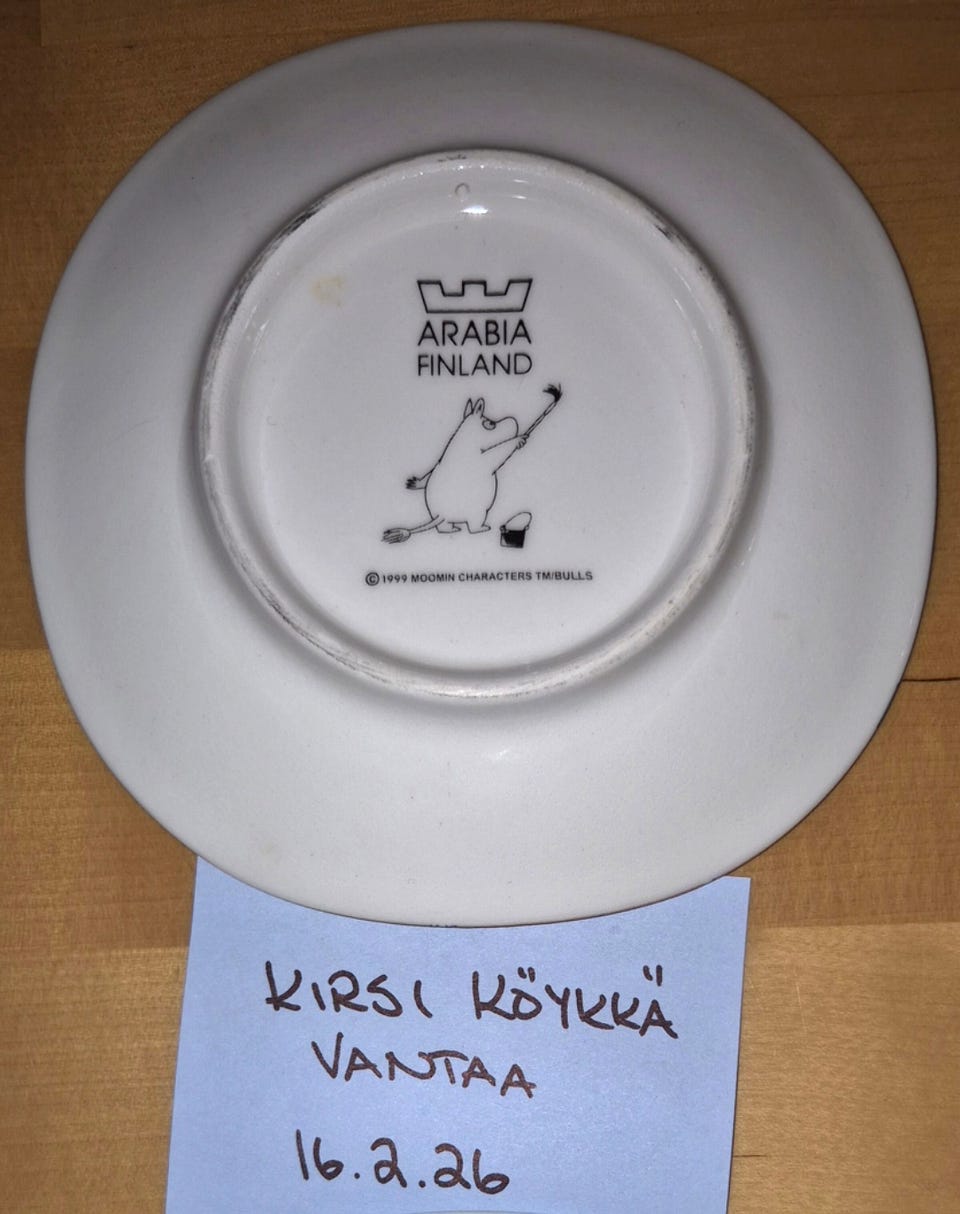 ARABIA
FINLAND
©1999 MOOMIN CHARACTERS TM/BULLS
KIRSI KÖYKKÄ
VANTAA
16.2.26